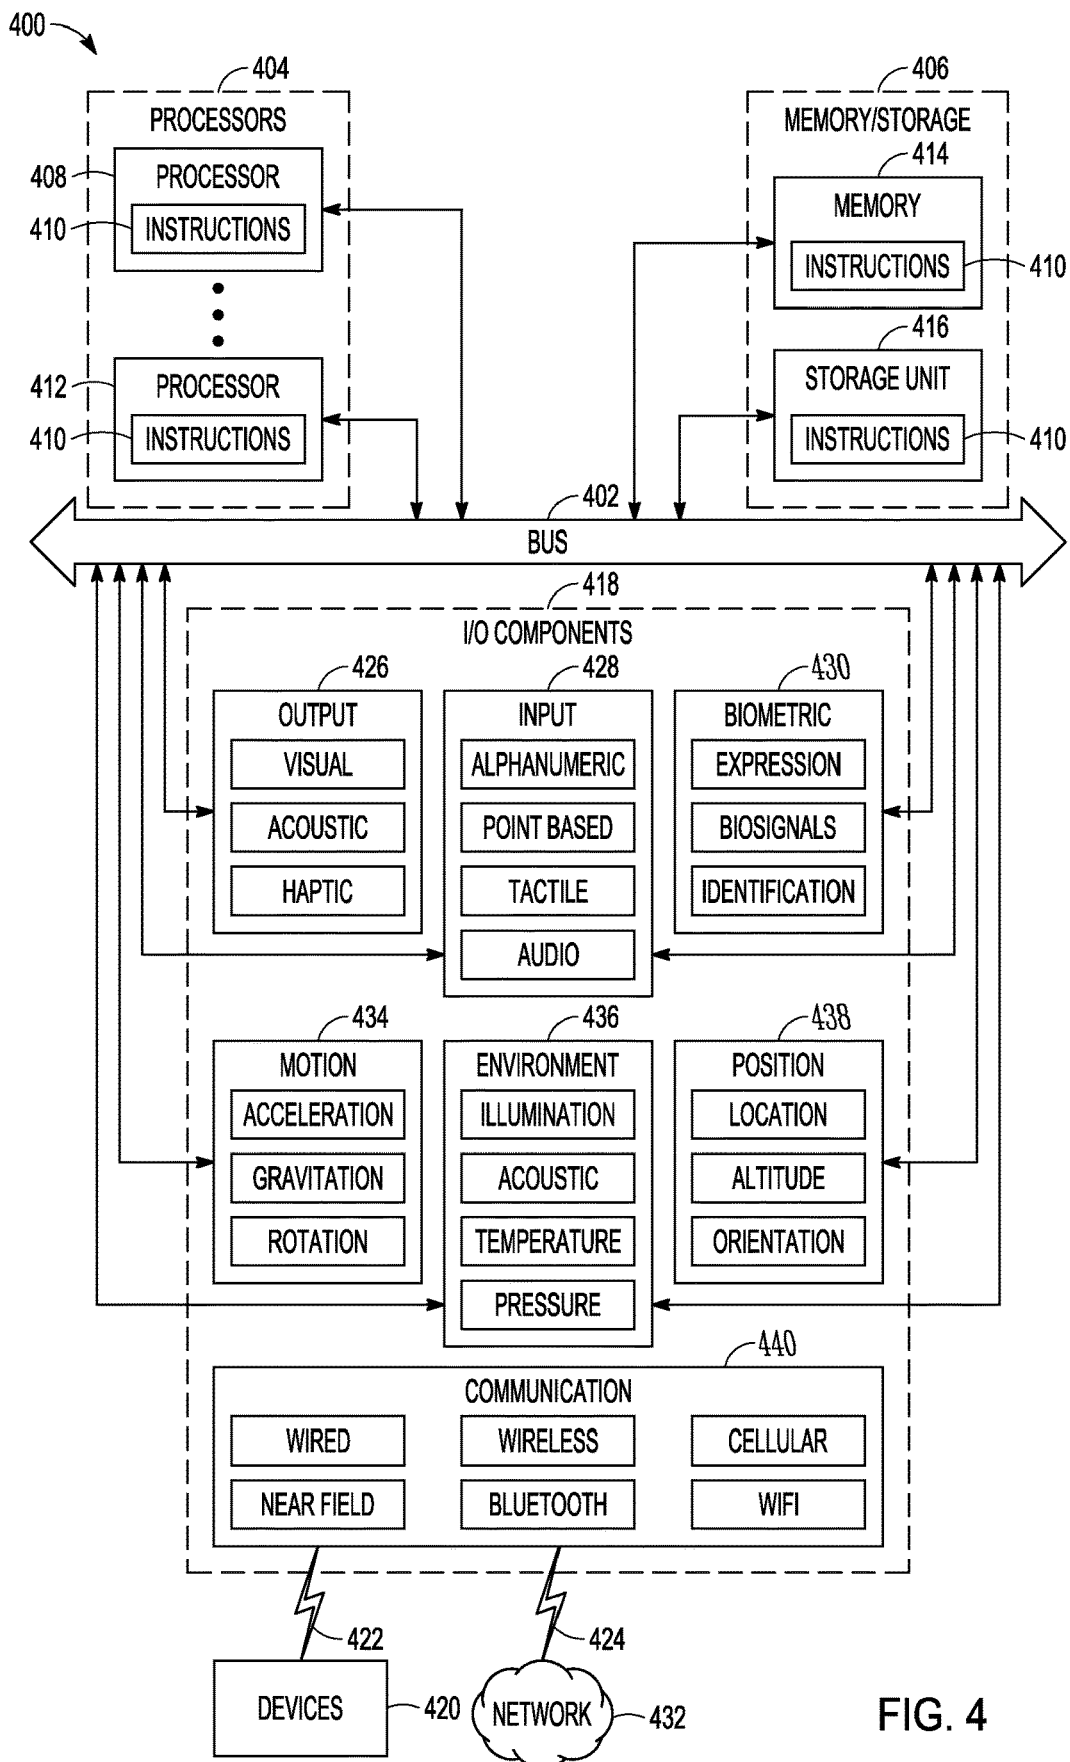 400
404
406
PROCESSORS
MEMORY/STORAGE
408
PROCESSOR
410
INSTRUCTIONS
414
MEMORY
INSTRUCTIONS
410
412
PROCESSOR
410
INSTRUCTIONS
416
STORAGE UNIT
INSTRUCTIONS
410
402
BUS
418
I/O COMPONENTS
426
OUTPUT
VISUAL
ACOUSTIC
HAPTIC
428
INPUT
ALPHANUMERIC
POINT BASED
TACTILE
AUDIO
430
BIOMETRIC
EXPRESSION
BIOSIGNALS
IDENTIFICATION
434
MOTION
ACCELERATION
GRAVITATION
ROTATION
436
ENVIRONMENT
ILLUMINATION
ACOUSTIC
TEMPERATURE
PRESSURE
438
POSITION
LOCATION
ALTITUDE
ORIENTATION
440
COMMUNICATION
WIRED
WIRELESS
CELLULAR
NEAR FIELD
BLUETOOTH
WIFI
422
424
DEVICES
420
NETWORK
432
FIG. 4